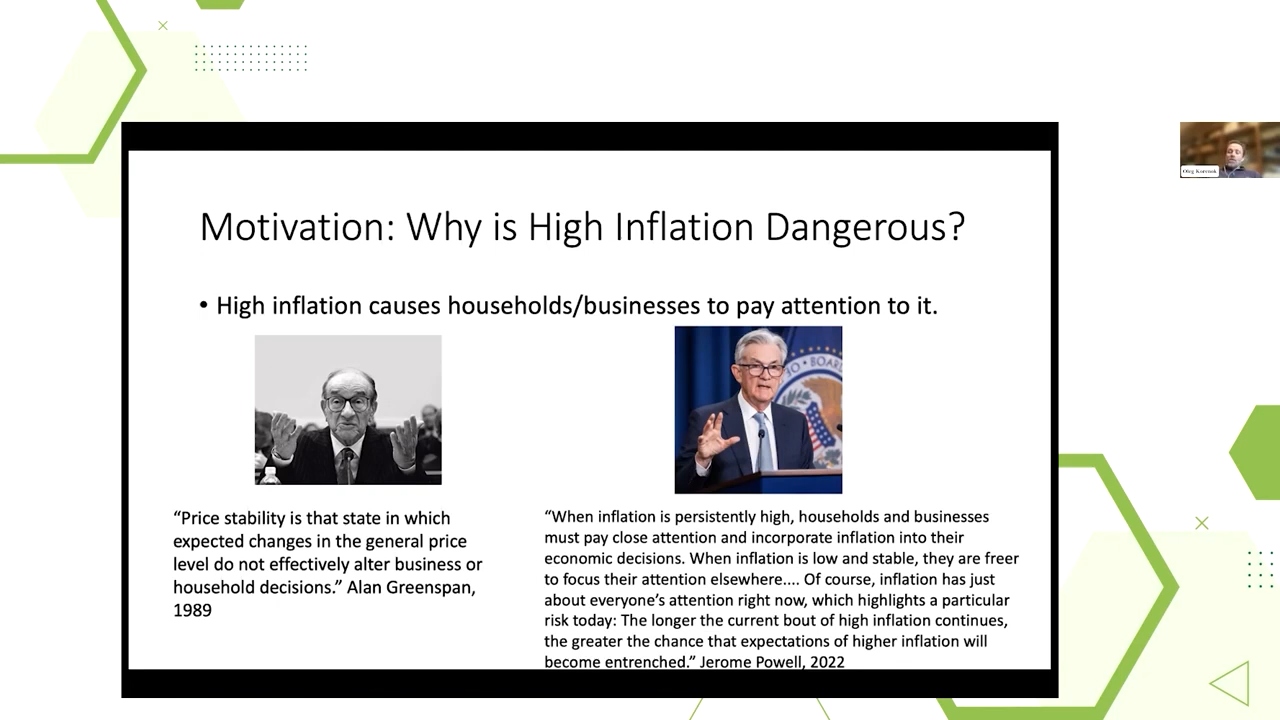 Motivation: Why is High Inflation Dangerous?
• High inflation causes households/businesses to pay attention to it.
OF BOAR
“Price stability is that state in which
expected changes in the general price
level do not effectively alter business or
household decisions.” Alan Greenspan,
1989
“When inflation is persistently high, households and businesses
must pay close attention and incorporate inflation into their
economic decisions. When inflation is low and stable, they are freer
to focus their attention elsewhere.... Of course, inflation has just
about everyone’s attention right now, which highlights a particular
risk today: The longer the current bout of high inflation continues,
the greater the chance that expectations of higher inflation will
become entrenched.” Jerome Powell, 2022
Oleg Korenok